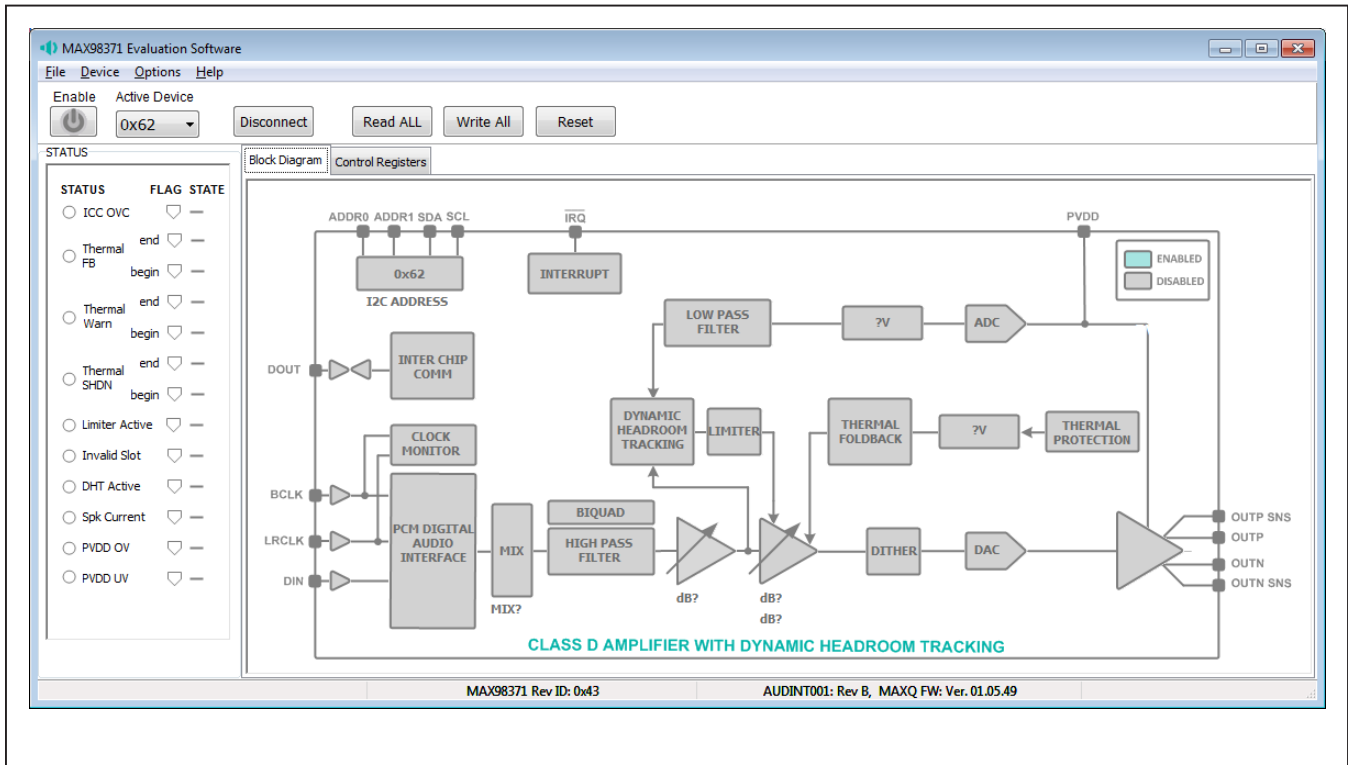 MAX98371 Evaluation Software
File Device Options Help
Enable Active Device
0x62
Disconnect Read ALL Write All Reset
STATUS
Block Diagram Control Registers
STATUS FLAG STATE
ICC OVC
Thermal FB
end
begin
Thermal Warn
end
begin
Thermal SHDN
end
begin
Limiter Active
Invalid Slot
DHT Active
Spk Current
PVDD OV
PVDD UV
ADDR0 ADDR1 SDA SCL
IRQ
PVDD
0x62
I2C ADDRESS
INTERRUPT
ENABLED
DISABLED
LOW PASS
FILTER
?V
ADC
DOUT
INTER CHIP
COMM
DYNAMIC
HEADROOM
TRACKING
LIMITER
THERMAL
FOLDBACK
?V
THERMAL
PROTECTION
CLOCK
MONITOR
BCLK
LRCLK
DIN
PCM DIGITAL
AUDIO
INTERFACE
MIX
MIX?
BIQUAD
HIGH PASS
FILTER
dB?
dB?
dB?
DITHER
DAC
OUTP SNS
OUTP
OUTN
OUTN SNS
CLASS D AMPLIFIER WITH DYNAMIC HEADROOM TRACKING
MAX98371 Rev ID: 0x43
AUDINT001: Rev B, MAXQ FW: Ver. 01.05.49